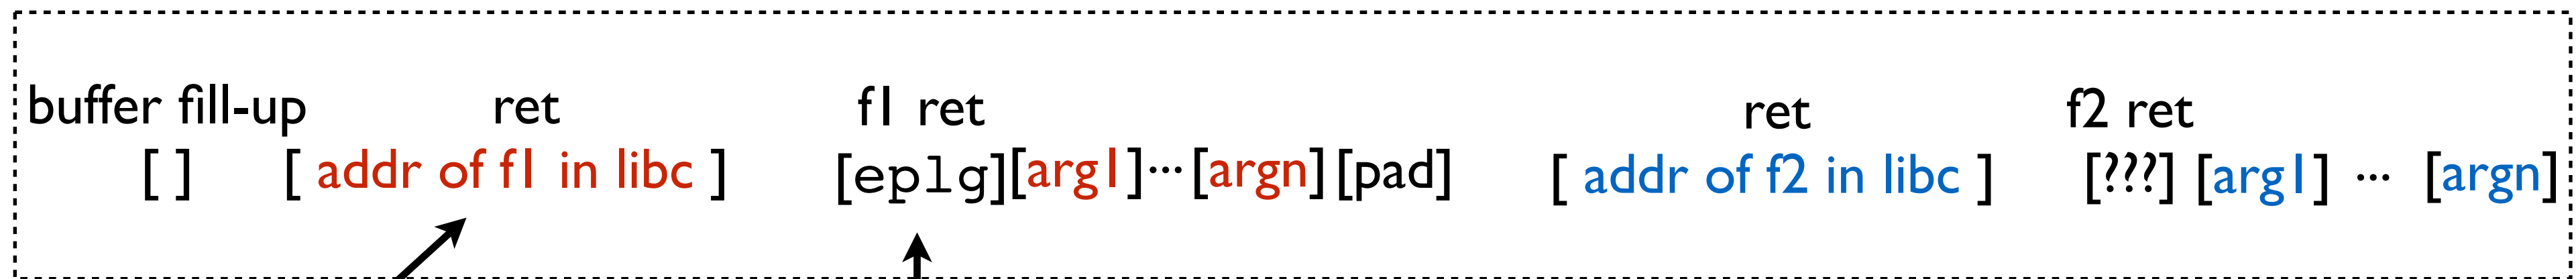 buffer fill-up ret f1 ret ret f2 ret
[ ] [ addr of f1 in libc ] [eplg][arg1]···[argn][pad] [ addr of f2 in libc ] [???] [arg1] ··· [argn]